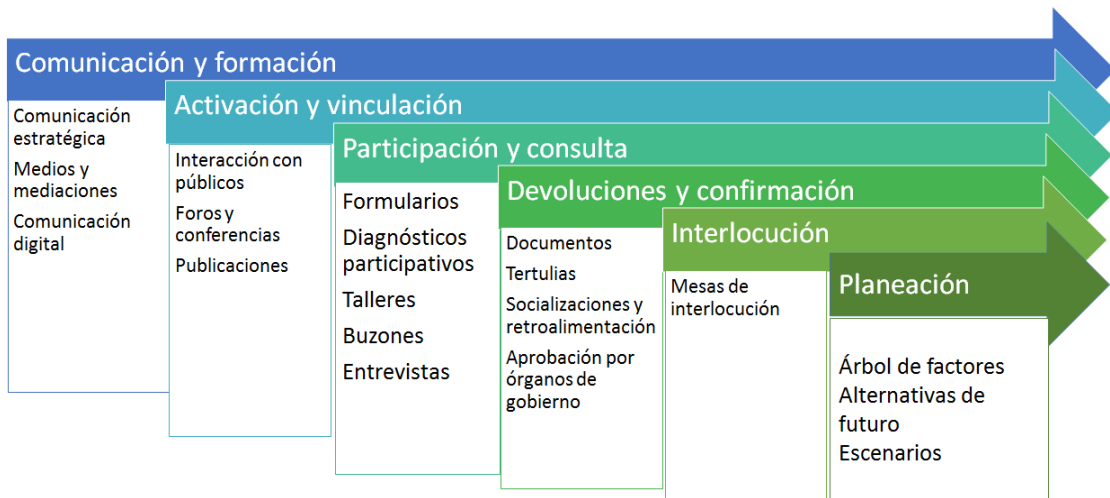 Comunicación y formación
Comunicación
estratégica
Medios y
mediaciones
Comunicación
digital
Activación y vinculación
Interacción con
públicos
Foros y
conferencias
Publicaciones
Participación y consulta
Formularios
Diagnósticos
participativos
Talleres
Buzones
Entrevistas
Devoluciones y confirmación
Documentos
Tertulias
Socializaciones y
retroalimentación
Aprobación por
órganos de
gobierno
Interlocución
Mesas de
interlocución
Planeación
Árbol de factores
Alternativas de
futuro
Escenarios